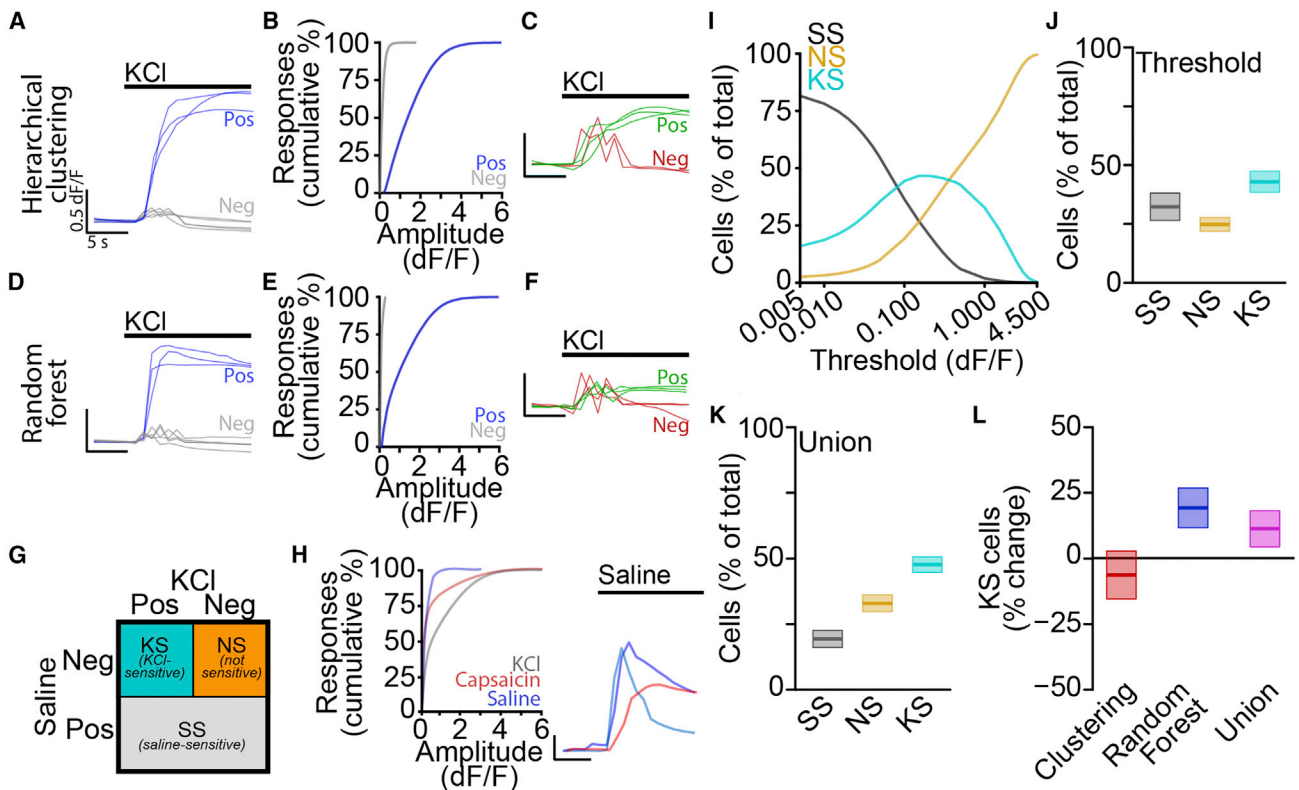 A
Hierarchical
clustering
KCl
Pos
Neg
0.5 dF/F
5 s
B
Responses
(cumulative %)
100
75
50
25
0
Pos
Neg
0 2 4 6
Amplitude
(dF/F)
C
KCl
Pos
Neg
D
Random
forest
KCl
Pos
Neg
E
Responses
(cumulative %)
100
75
50
25
0
Pos
Neg
0 2 4 6
Amplitude
(dF/F)
F
KCl
Pos
Neg
G
KCl
Pos Neg
Saline
Neg
Pos
KS
(KCl-
sensitive)
NS
(not
sensitive)
SS
(saline-sensitive)
H
Responses
(cumulative %)
100
75
50
25
0
KCl
Capsaicin
Saline
0 2 4 6
Amplitude
(dF/F)
Saline
I
SS
NS
KS
Cells (% of total)
100
75
50
25
0
0.005
0.010
0.100
1.000
4.500
Threshold (dF/F)
J
Threshold
Cells (% of total)
100
50
0
SS
NS
KS
K
Union
Cells (% of total)
100
50
0
SS
NS
KS
L
KS cells
(% change)
50
25
0
−25
−50
Clustering
Random
Forest
Union